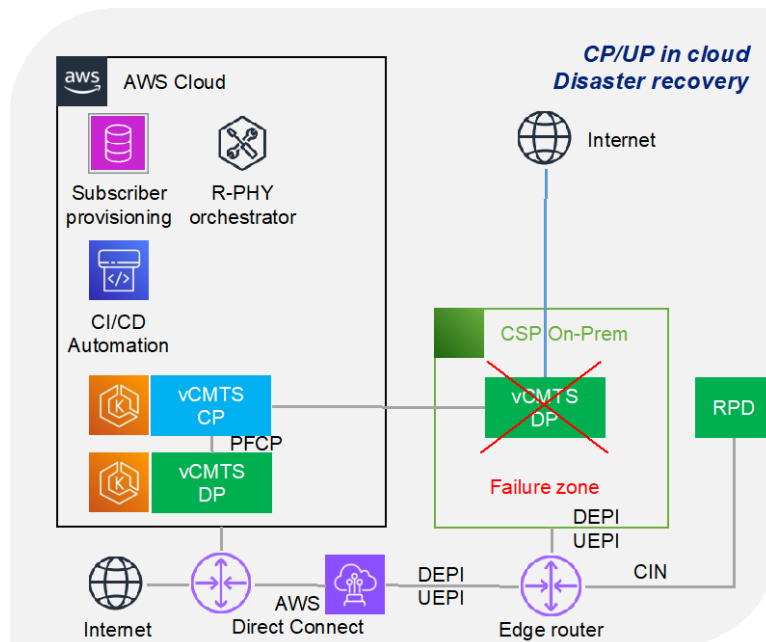 CP/UP in cloud
Disaster recovery
aws
AWS Cloud
Internet
Subscriber
provisioning
R-PHY
orchestrator
CI/CD
Automation
CSP On-Prem
K
vCMTS
CP
vCMTS
DP
RPD
PFCP
K
vCMTS
DP
Failure zone
DEPI
UEPI
DEPI
UEPI
CIN
AWS
Direct Connect
Internet
Edge router